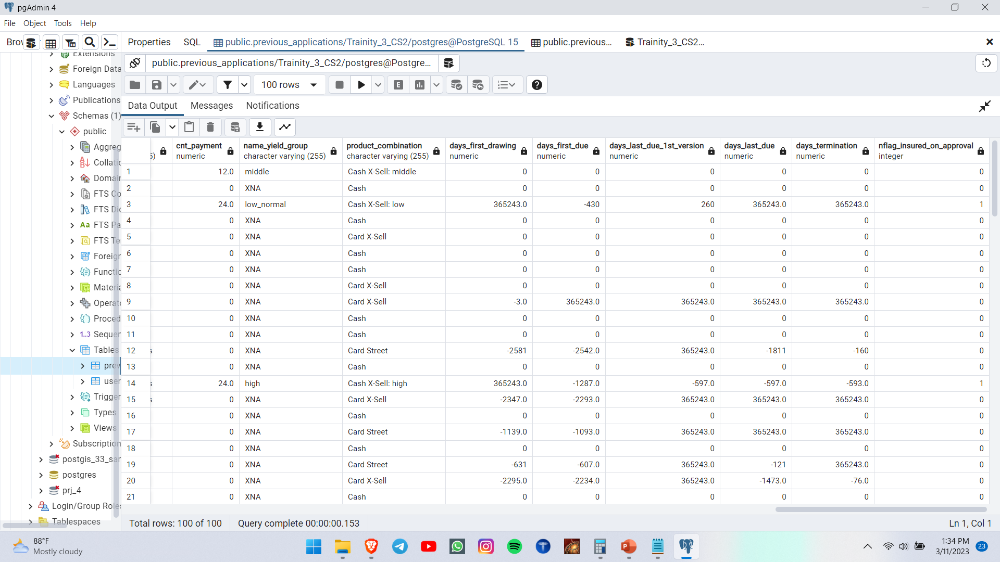 pgAdmin 4
File Object Tools Help
Properties SQL public.previous_applications/Trainity_3_CS2/postgres@PostgreSQL 15 public.previous... Trainity_3_CS2...
public.previous_applications/Trainity_3_CS2/postgres@Postgre...
100 rows
Data Output Messages Notifications
Extensions
Foreign Data
Languages
Publications
Schemas (1)
public
Aggreg
Collatio
Domain
FTS Co
FTS Dic
FTS Pa
FTS Te
Foreign
Functio
Materia
Operato
Proced
Sequen
Tables
prev
user
Trigger
Types
Views
Subscription
postgis_33_sam
postgres
prj_4
Login/Group Roles
Tablespaces
cnt_payment name_yield_group product_combination days_first_drawing days_first_due days_last_due_1st_version days_last_due days_termination nflag_insured_on_approval
numeric character varying (255) character varying (255) numeric numeric numeric numeric numeric integer
1 12.0 middle Cash X-Sell: middle 0 0 0 0 0 0
2 0 XNA Cash 0 0 0 0 0 0
3 24.0 low_normal Cash X-Sell: low 365243.0 -430 260 365243.0 365243.0 1
4 0 XNA Cash 0 0 0 0 0 0
5 0 XNA Card X-Sell 0 0 0 0 0 0
6 0 XNA Cash 0 0 0 0 0 0
7 0 XNA Cash 0 0 0 0 0 0
8 0 XNA Card X-Sell 0 0 0 0 0 0
9 0 XNA Card X-Sell -3.0 365243.0 365243.0 365243.0 365243.0 0
10 0 XNA Cash 0 0 0 0 0 0
11 0 XNA Cash 0 0 0 0 0 0
12 s 0 XNA Card Street -2581 -2542.0 365243.0 -1811 -160 0
13 0 XNA Cash 0 0 0 0 0 0
14 s 24.0 high Cash X-Sell: high 365243.0 -1287.0 -597.0 -597.0 -593.0 1
15 s 0 XNA Card X-Sell -2347.0 -2293.0 365243.0 365243.0 365243.0 0
16 0 XNA Cash 0 0 0 0 0 0
17 0 XNA Card Street -1139.0 -1093.0 365243.0 365243.0 365243.0 0
18 0 XNA Cash 0 0 0 0 0 0
19 0 XNA Card Street -631 -607.0 365243.0 -121 365243.0 0
20 0 XNA Card X-Sell -2295.0 -2234.0 365243.0 -1473.0 -76.0 0
21 0 XNA Cash 0 0 0 0 0 0
Total rows: 100 of 100 Query complete 00:00:00.153 Ln 1, Col 1
88°F
Mostly cloudy
1:34 PM
3/11/2023
23